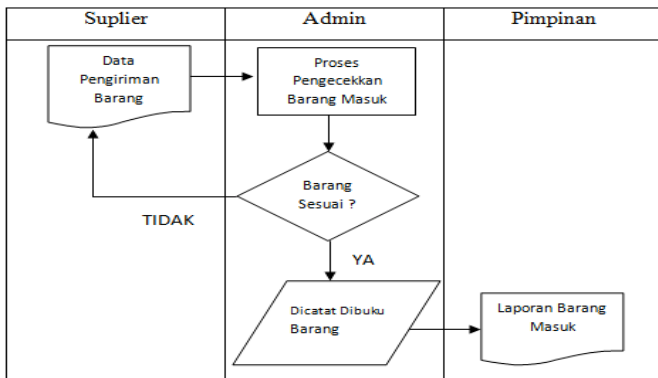 Suplier
Admin
Pimpinan
Data
Pengiriman
Barang
Proses
Pengecekkan
Barang Masuk
Barang
Sesuai ?
TIDAK
YA
Dicatat Dibuku
Barang
Laporan Barang
Masuk